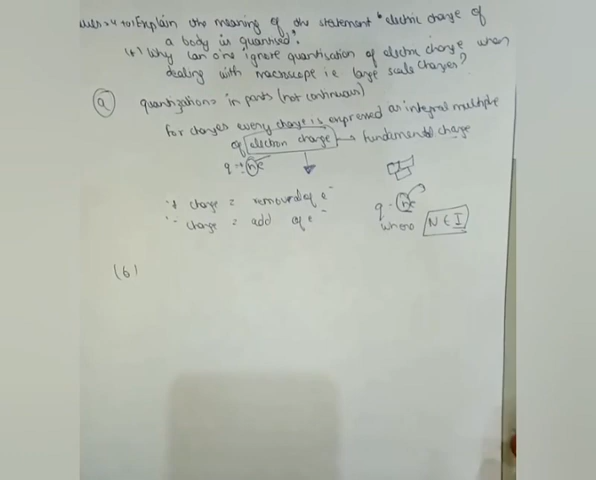 (a) Explain the meaning of the statement "electric charge of
a body is quantised".
(b) Why can one ignore quantisation of electric charge when
dealing with macroscopic i.e large scale charges?
(a) quantization = in parts (not continuous)
for charges every charge is expressed as integral multiple
of electron charge → fundamental charge
q = ± ne
+ charge = removal of e⁻
- charge = add of e⁻
q = ne
where N ∈ I
(b)